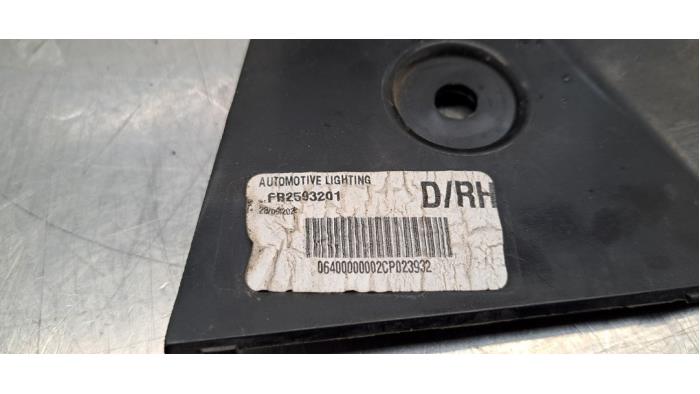 AUTOMOTIVE LIGHTING
FR2593201
D/RH
06400000002CP023932